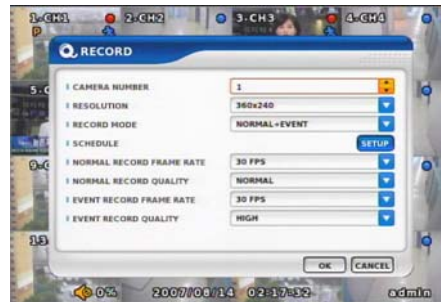 1.CH1 2.CH2 3.CH3 4.CH4
P
RECORD
CAMERA NUMBER 1
RESOLUTION 360x240
RECORD MODE NORMAL+EVENT
SCHEDULE SETUP
NORMAL RECORD FRAME RATE 30 FPS
NORMAL RECORD QUALITY NORMAL
EVENT RECORD FRAME RATE 30 FPS
EVENT RECORD QUALITY HIGH
OK CANCEL
0% 2007/08/14 02:17:32 admin